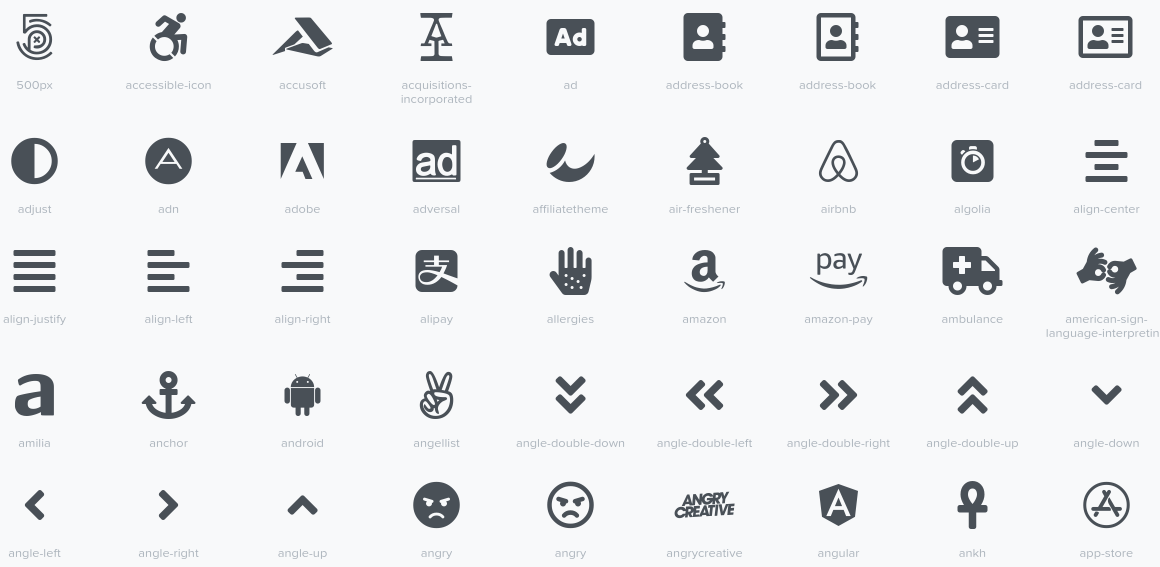 500px
accessible-icon
accusoft
acquisitions-
incorporated
Ad
ad
address-book
address-book
address-card
address-card
adjust
adn
adobe
ad
adversal
affiliatetheme
air-freshener
airbnb
algolia
align-center
align-justify
align-left
align-right
支
alipay
allergies
a
amazon
pay
amazon-pay
ambulance
american-sign-
language-interpretin
a
amilia
anchor
android
angellist
angle-double-down
angle-double-left
angle-double-right
angle-double-up
angle-down
angle-left
angle-right
angle-up
angry
angry
ANGRY
CREATIVE
angrycreative
A
angular
ankh
app-store